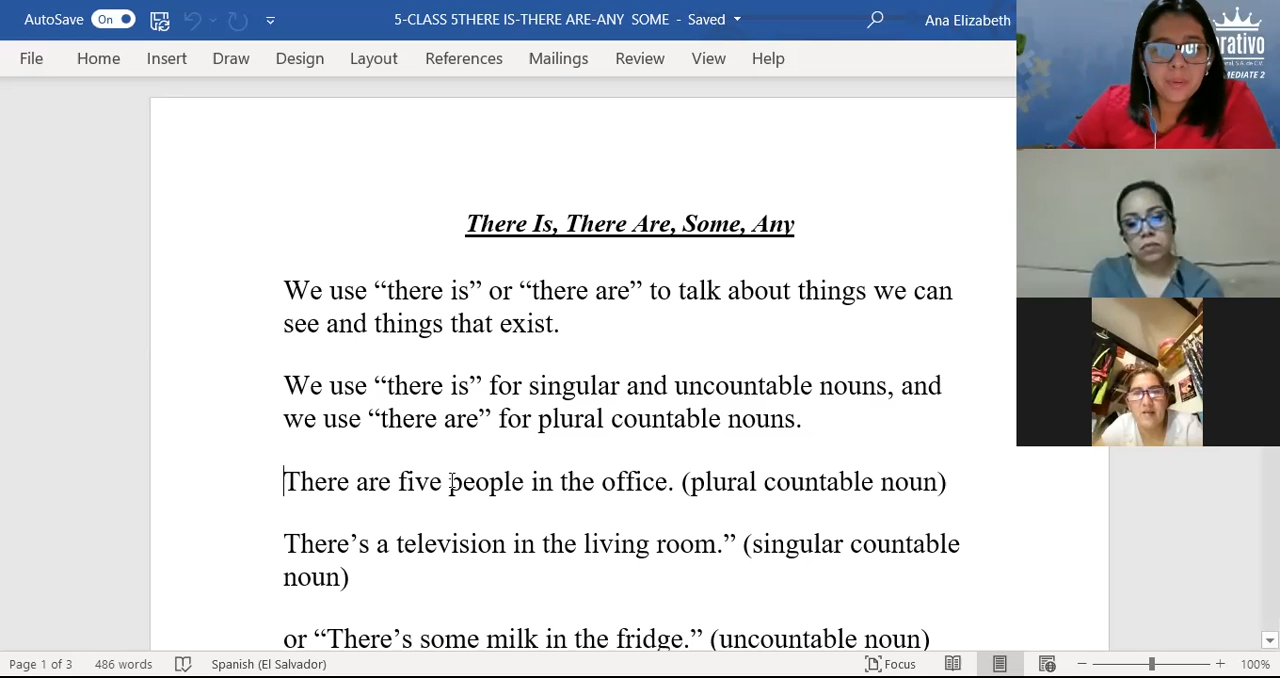 AutoSave On 5-CLASS 5THERE IS-THERE ARE-ANY SOME - Saved Ana Elizabeth
File Home Insert Draw Design Layout References Mailings Review View Help
rativo
MEDIATE 2
There Is, There Are, Some, Any
We use “there is” or “there are” to talk about things we can
see and things that exist.
We use “there is” for singular and uncountable nouns, and
we use “there are” for plural countable nouns.
There are five people in the office. (plural countable noun)
There’s a television in the living room.” (singular countable
noun)
or “There’s some milk in the fridge.” (uncountable noun)
Page 1 of 3 486 words Spanish (El Salvador) Focus 100%